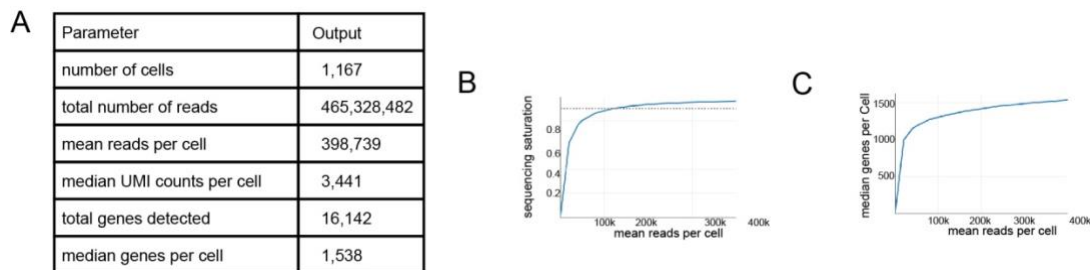 A
Parameter Output
number of cells 1,167
total number of reads 465,328,482
mean reads per cell 398,739
median UMI counts per cell 3,441
total genes detected 16,142
median genes per cell 1,538
B
sequencing saturation
0.8
0.6
0.4
0.2
100k 200k 300k 400k
mean reads per cell
C
median genes per Cell
1500
1000
500
100k 200k 300k 400k
mean reads per cell